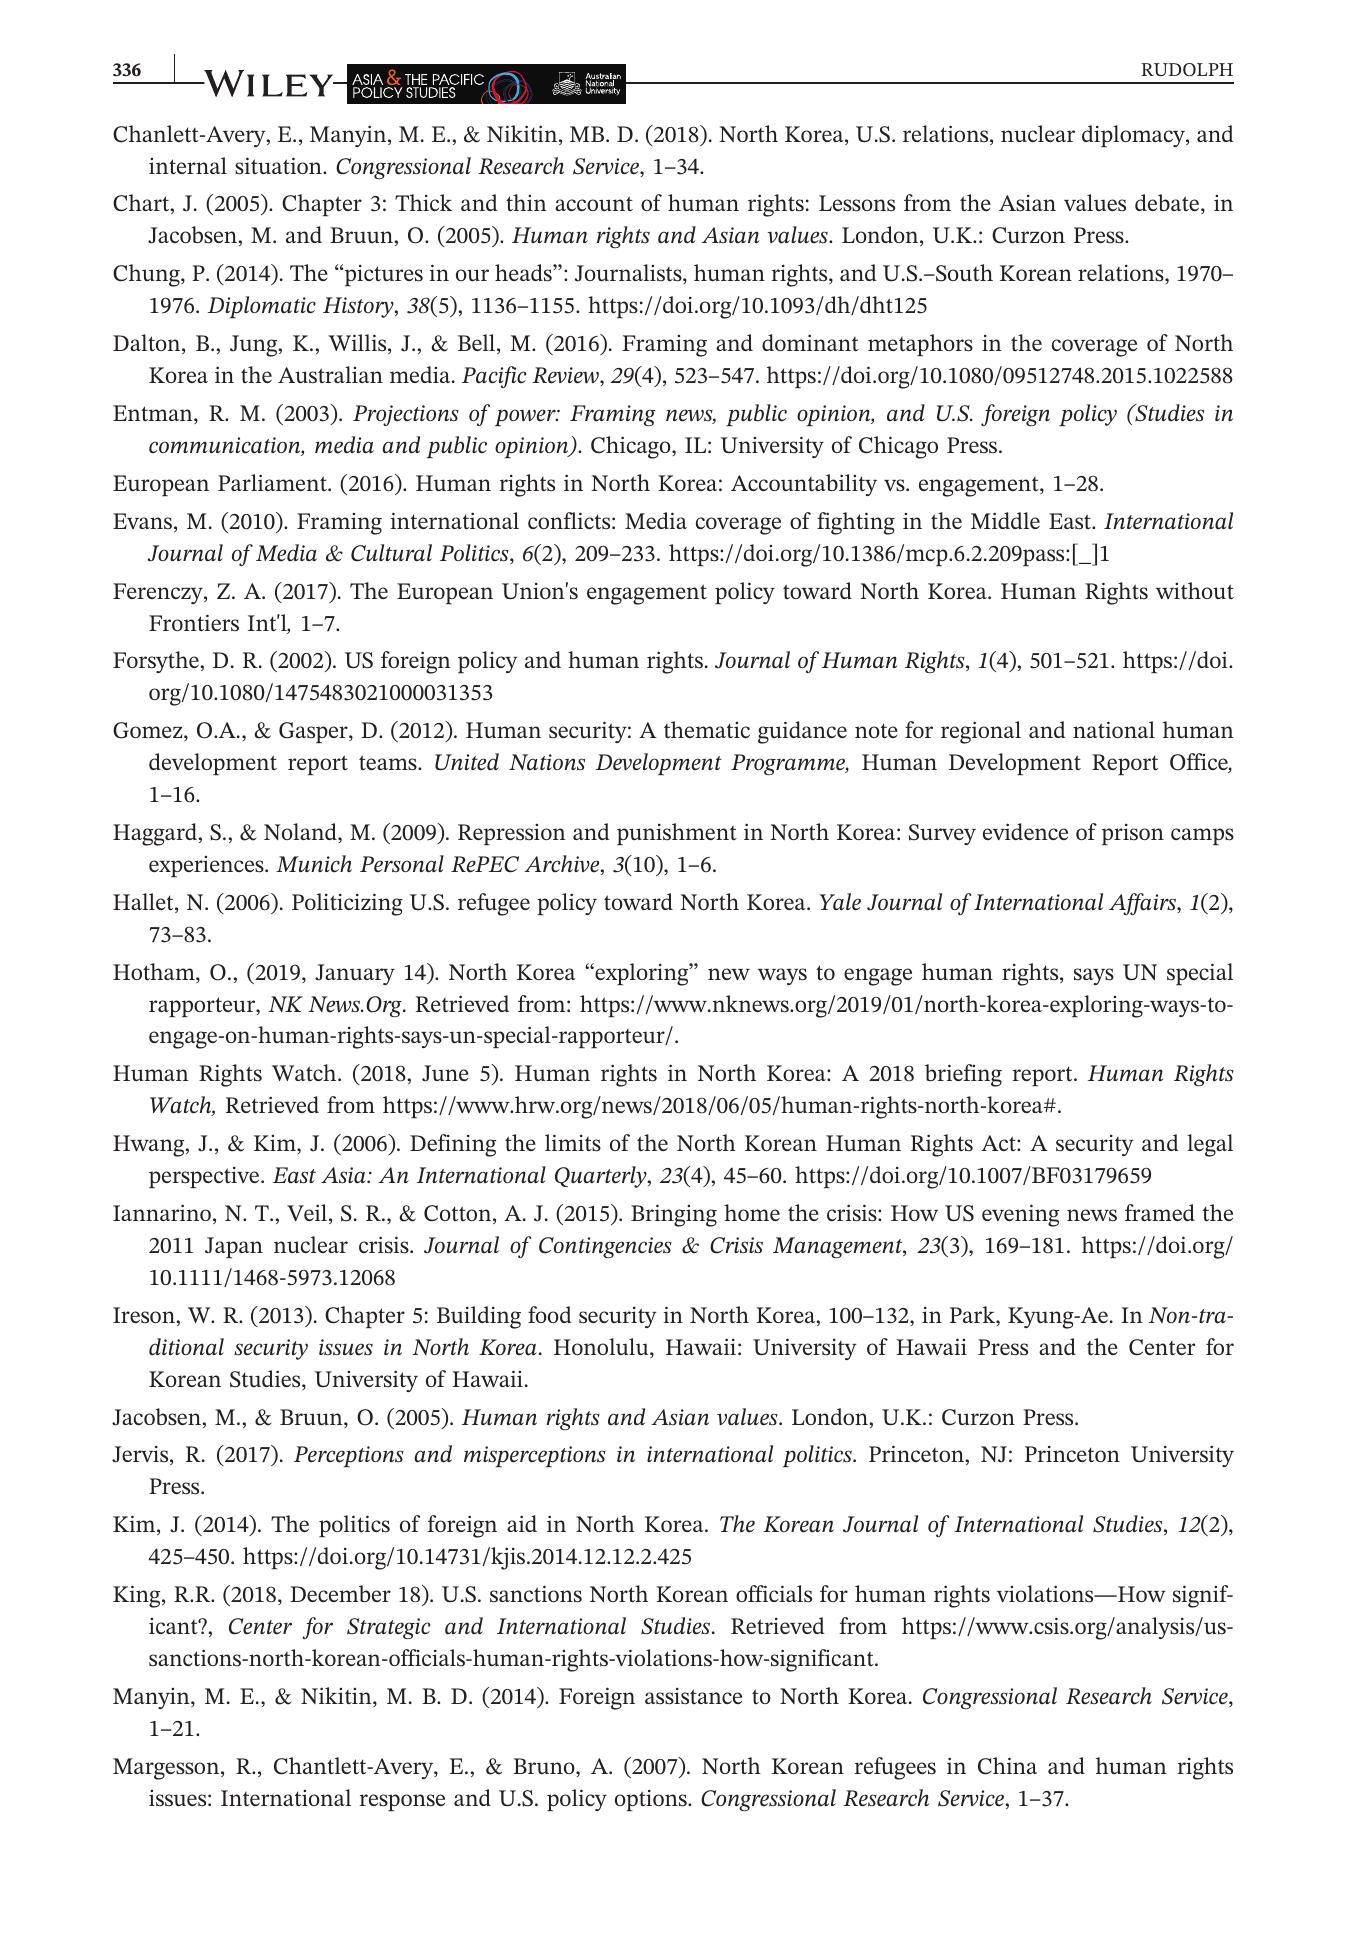 336
WILEY
ASIA & THE PACIFIC
POLICY STUDIES
Australian
National
University
RUDOLPH
Chanlett-Avery, E., Manyin, M. E., & Nikitin, MB. D. (2018). North Korea, U.S. relations, nuclear diplomacy, and
internal situation. Congressional Research Service, 1–34.
Chart, J. (2005). Chapter 3: Thick and thin account of human rights: Lessons from the Asian values debate, in
Jacobsen, M. and Bruun, O. (2005). Human rights and Asian values. London, U.K.: Curzon Press.
Chung, P. (2014). The “pictures in our heads”: Journalists, human rights, and U.S.–South Korean relations, 1970–
1976. Diplomatic History, 38(5), 1136–1155. https://doi.org/10.1093/dh/dht125
Dalton, B., Jung, K., Willis, J., & Bell, M. (2016). Framing and dominant metaphors in the coverage of North
Korea in the Australian media. Pacific Review, 29(4), 523–547. https://doi.org/10.1080/09512748.2015.1022588
Entman, R. M. (2003). Projections of power: Framing news, public opinion, and U.S. foreign policy (Studies in
communication, media and public opinion). Chicago, IL: University of Chicago Press.
European Parliament. (2016). Human rights in North Korea: Accountability vs. engagement, 1–28.
Evans, M. (2010). Framing international conflicts: Media coverage of fighting in the Middle East. International
Journal of Media & Cultural Politics, 6(2), 209–233. https://doi.org/10.1386/mcp.6.2.209pass:[_]1
Ferenczy, Z. A. (2017). The European Union's engagement policy toward North Korea. Human Rights without
Frontiers Int'l, 1–7.
Forsythe, D. R. (2002). US foreign policy and human rights. Journal of Human Rights, 1(4), 501–521. https://doi.
org/10.1080/1475483021000031353
Gomez, O.A., & Gasper, D. (2012). Human security: A thematic guidance note for regional and national human
development report teams. United Nations Development Programme, Human Development Report Office,
1–16.
Haggard, S., & Noland, M. (2009). Repression and punishment in North Korea: Survey evidence of prison camps
experiences. Munich Personal RePEC Archive, 3(10), 1–6.
Hallet, N. (2006). Politicizing U.S. refugee policy toward North Korea. Yale Journal of International Affairs, 1(2),
73–83.
Hotham, O., (2019, January 14). North Korea “exploring” new ways to engage human rights, says UN special
rapporteur, NK News.Org. Retrieved from: https://www.nknews.org/2019/01/north-korea-exploring-ways-to-
engage-on-human-rights-says-un-special-rapporteur/.
Human Rights Watch. (2018, June 5). Human rights in North Korea: A 2018 briefing report. Human Rights
Watch, Retrieved from https://www.hrw.org/news/2018/06/05/human-rights-north-korea#.
Hwang, J., & Kim, J. (2006). Defining the limits of the North Korean Human Rights Act: A security and legal
perspective. East Asia: An International Quarterly, 23(4), 45–60. https://doi.org/10.1007/BF03179659
Iannarino, N. T., Veil, S. R., & Cotton, A. J. (2015). Bringing home the crisis: How US evening news framed the
2011 Japan nuclear crisis. Journal of Contingencies & Crisis Management, 23(3), 169–181. https://doi.org/
10.1111/1468-5973.12068
Ireson, W. R. (2013). Chapter 5: Building food security in North Korea, 100–132, in Park, Kyung-Ae. In Non-tra-
ditional security issues in North Korea. Honolulu, Hawaii: University of Hawaii Press and the Center for
Korean Studies, University of Hawaii.
Jacobsen, M., & Bruun, O. (2005). Human rights and Asian values. London, U.K.: Curzon Press.
Jervis, R. (2017). Perceptions and misperceptions in international politics. Princeton, NJ: Princeton University
Press.
Kim, J. (2014). The politics of foreign aid in North Korea. The Korean Journal of International Studies, 12(2),
425–450. https://doi.org/10.14731/kjis.2014.12.12.2.425
King, R.R. (2018, December 18). U.S. sanctions North Korean officials for human rights violations—How signif-
icant?, Center for Strategic and International Studies. Retrieved from https://www.csis.org/analysis/us-
sanctions-north-korean-officials-human-rights-violations-how-significant.
Manyin, M. E., & Nikitin, M. B. D. (2014). Foreign assistance to North Korea. Congressional Research Service,
1–21.
Margesson, R., Chantlett-Avery, E., & Bruno, A. (2007). North Korean refugees in China and human rights
issues: International response and U.S. policy options. Congressional Research Service, 1–37.